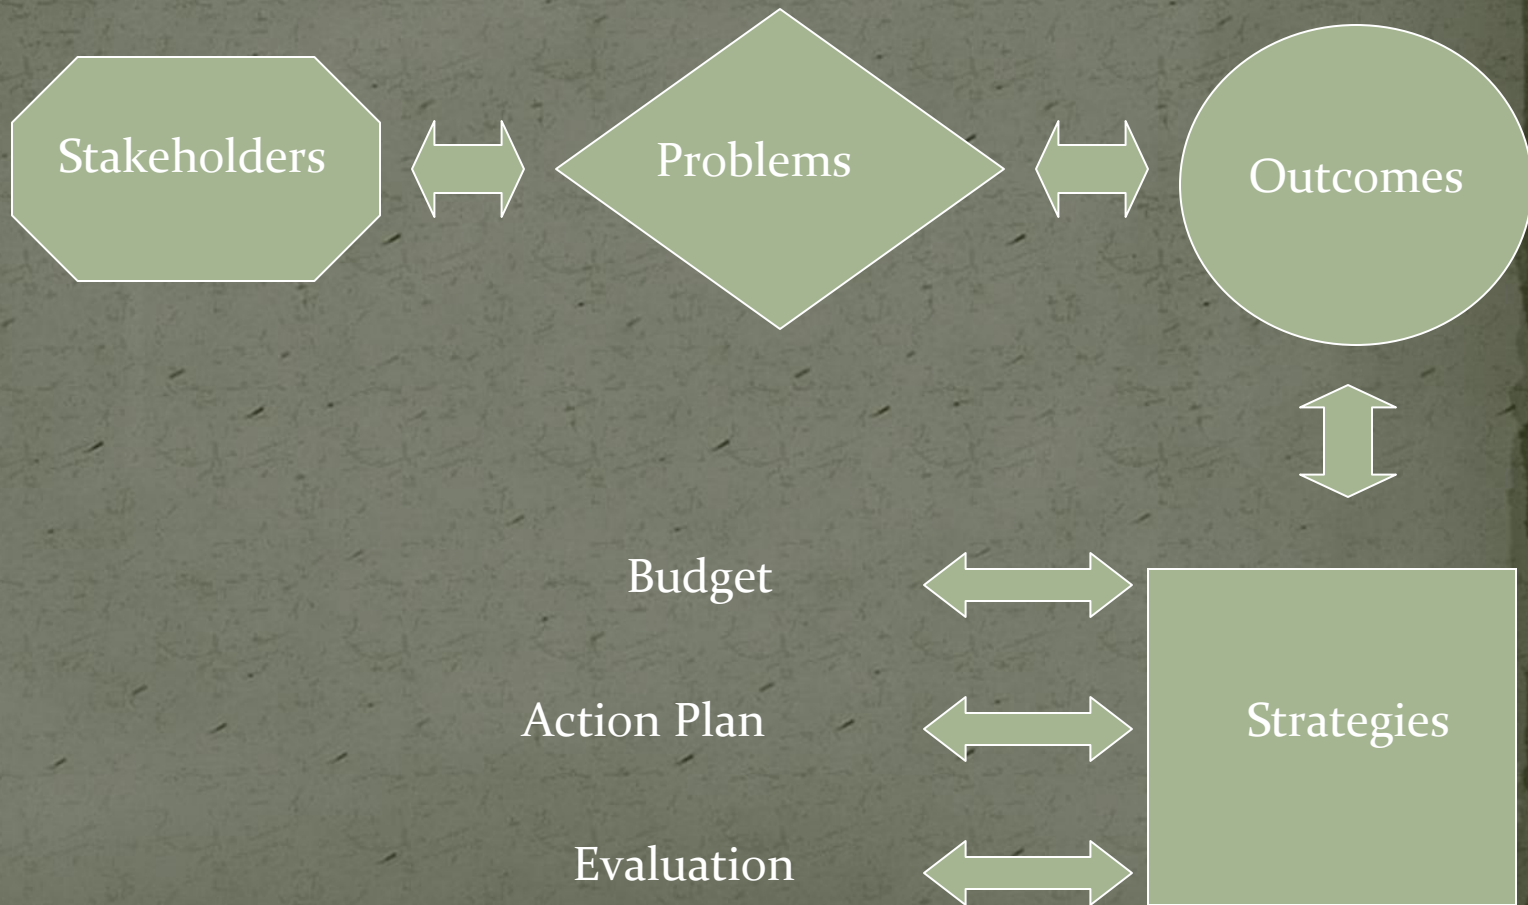 Stakeholders
Problems
Outcomes
Budget
Action Plan
Strategies
Evaluation